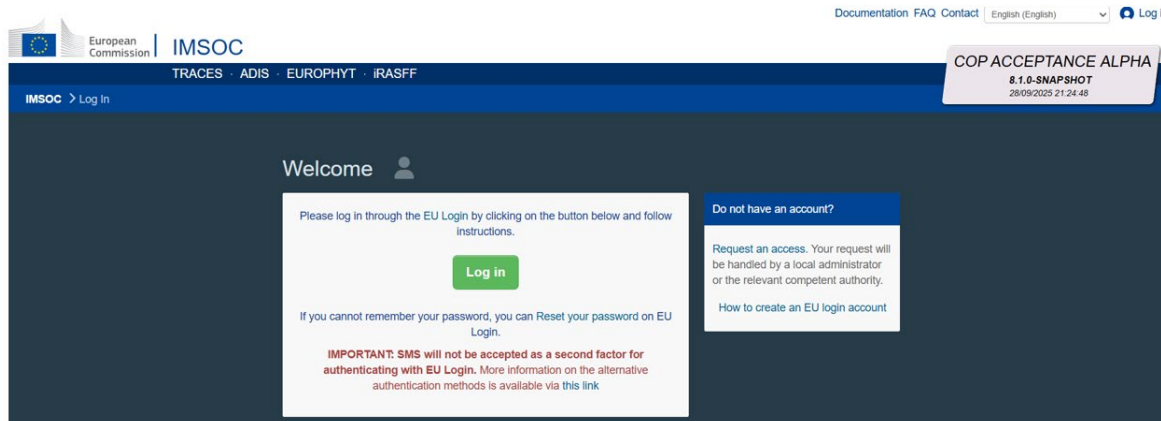 Documentation FAQ Contact English (English) Log
European
Commission
IMSOC
TRACES · ADIS · EUROPHYT · iRASFF
COP ACCEPTANCE ALPHA
8.1.0-SNAPSHOT
28/09/2025 21:24:48
IMSOC > Log In
Welcome
Please log in through the EU Login by clicking on the button below and follow
instructions.
Log in
If you cannot remember your password, you can Reset your password on EU
Login.
IMPORTANT: SMS will not be accepted as a second factor for
authenticating with EU Login. More information on the alternative
authentication methods is available via this link
Do not have an account?
Request an access. Your request will
be handled by a local administrator
or the relevant competent authority.
How to create an EU login account